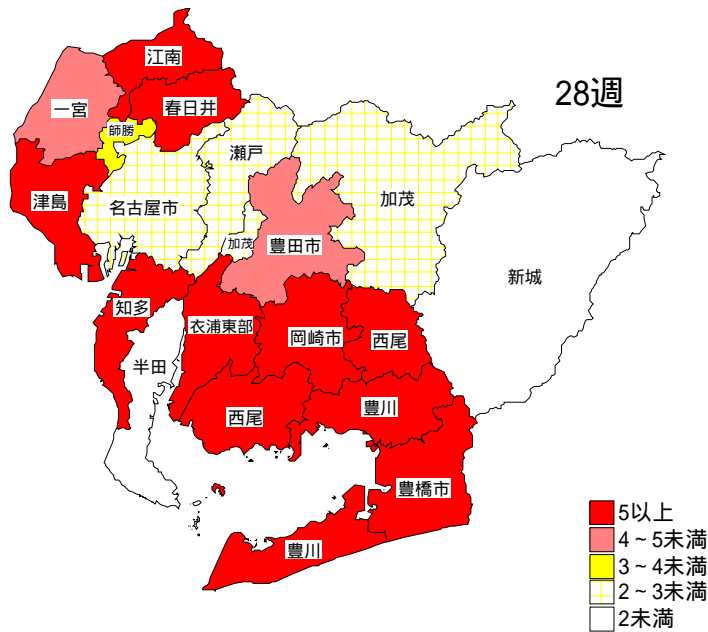 江南
28週
春日井
一宮
師勝
瀬戸
津島
名古屋市
加茂
加茂
豊田市
新城
知多
衣浦東部
岡崎市
西尾
半田
西尾
豊川
豊橋市
豊川
5以上
4~5未満
3~4未満
2~3未満
2未満